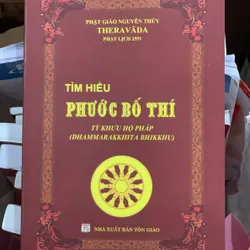 PHẬT GIÁO NGUYÊN THỦY
THERAVĀDA
PHẬT LỊCH 2551
TÌM HIỂU
PHƯỚC BỐ THÍ
TỲ KHƯU HỘ PHÁP
(DHAMMARAKKHITA BHIKKHU)
NHÀ XUẤT BẢN TÔN GIÁO